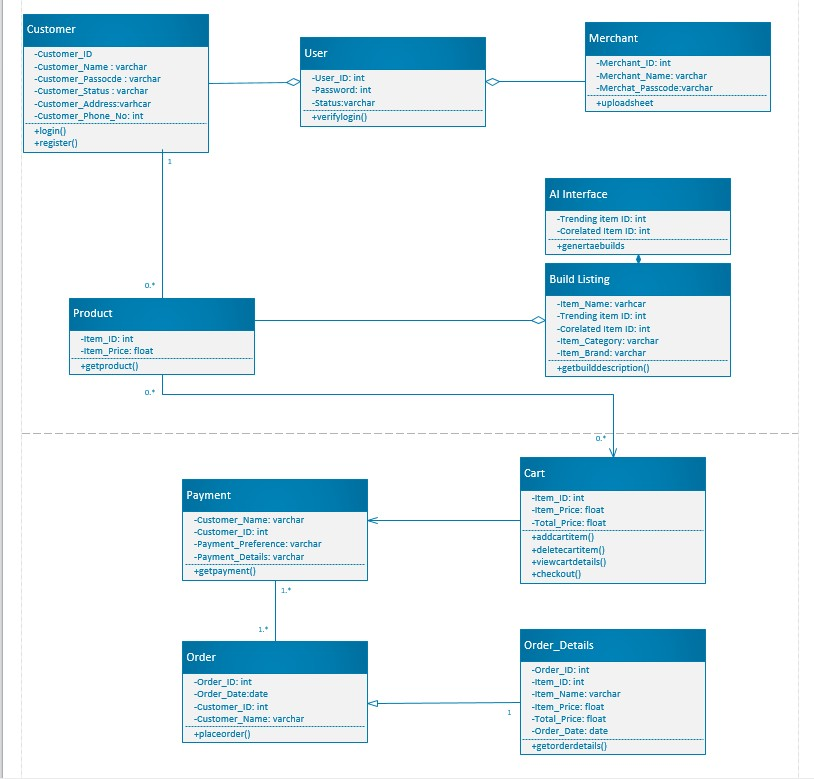 Customer
-Customer_ID
-Customer_Name : varchar
-Customer_Passocde : varchar
-Customer_Status : varchar
-Customer_Address:varhcar
-Customer_Phone_No: int
+login()
+register()
User
-User_ID: int
-Password: int
-Status:varchar
+verifylogin()
Merchant
-Merchant_ID: int
-Merchant_Name: varchar
-Merchat_Passcode:varchar
+uploadsheet
1
0.*
AI Interface
-Trending item ID: int
-Corelated Item ID: int
+genertaebuilds
Build Listing
-Item_Name: varhcar
-Trending item ID: int
-Corelated Item ID: int
-Item_Category: varchar
-Item_Brand: varchar
+getbuilddescription()
Product
-Item_ID: int
-Item_Price: float
+getproduct()
0.*
0.*
Cart
-Item_ID: int
-Item_Price: float
-Total_Price: float
+addcartitem()
+deletecartitem()
+viewcartdetails()
+checkout()
Payment
-Customer_Name: varchar
-Customer_ID: int
-Payment_Preference: varchar
-Payment_Details: varchar
+getpayment()
1.*
1.*
Order
-Order_ID: int
-Order_Date:date
-Customer_ID: int
-Customer_Name: varchar
+placeorder()
1
Order_Details
-Order_ID: int
-Item_ID: int
-Item_Name: varchar
-Item_Price: float
-Total_Price: float
-Order_Date: date
+getorderdetails()